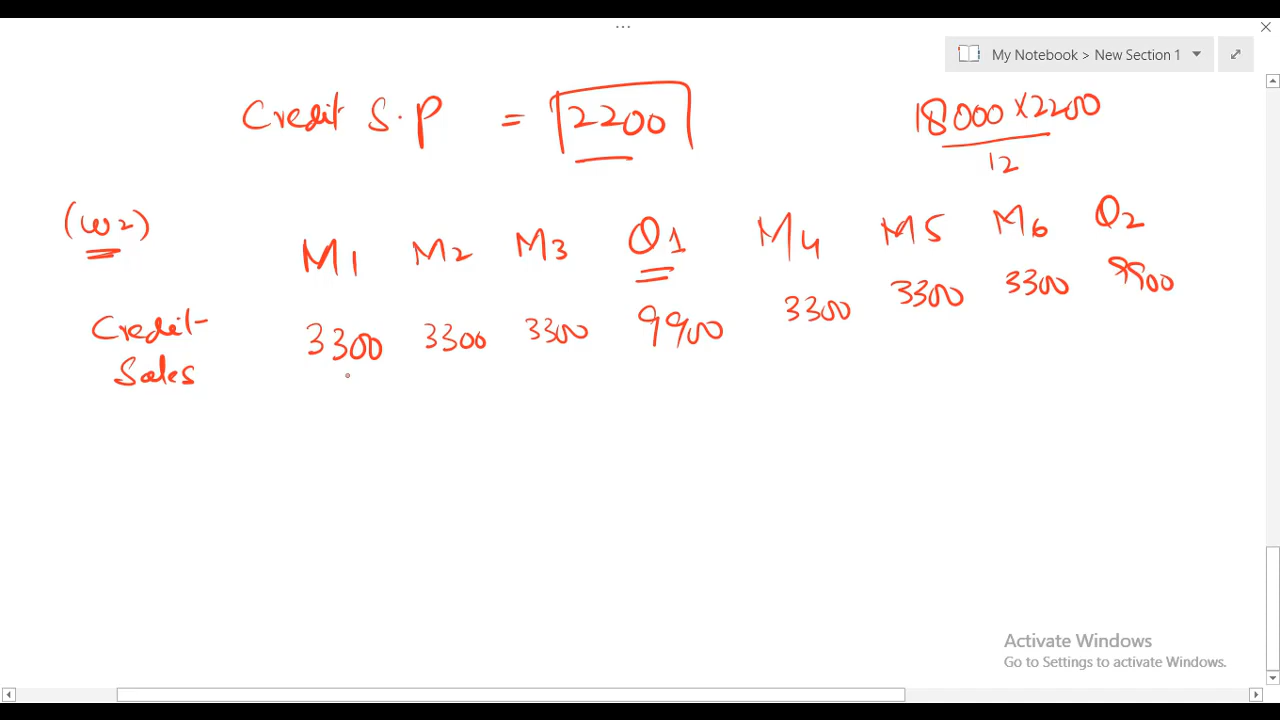 ...
My Notebook > New Section 1
Credit S.P = 2200
18000 x 2200
12
(W2)
M1 M2 M3 Q1 M4 M5 M6 Q2
Credit Sales 3300 3300 3300 9900 3300 3300 3300 9900
Activate Windows
Go to Settings to activate Windows.